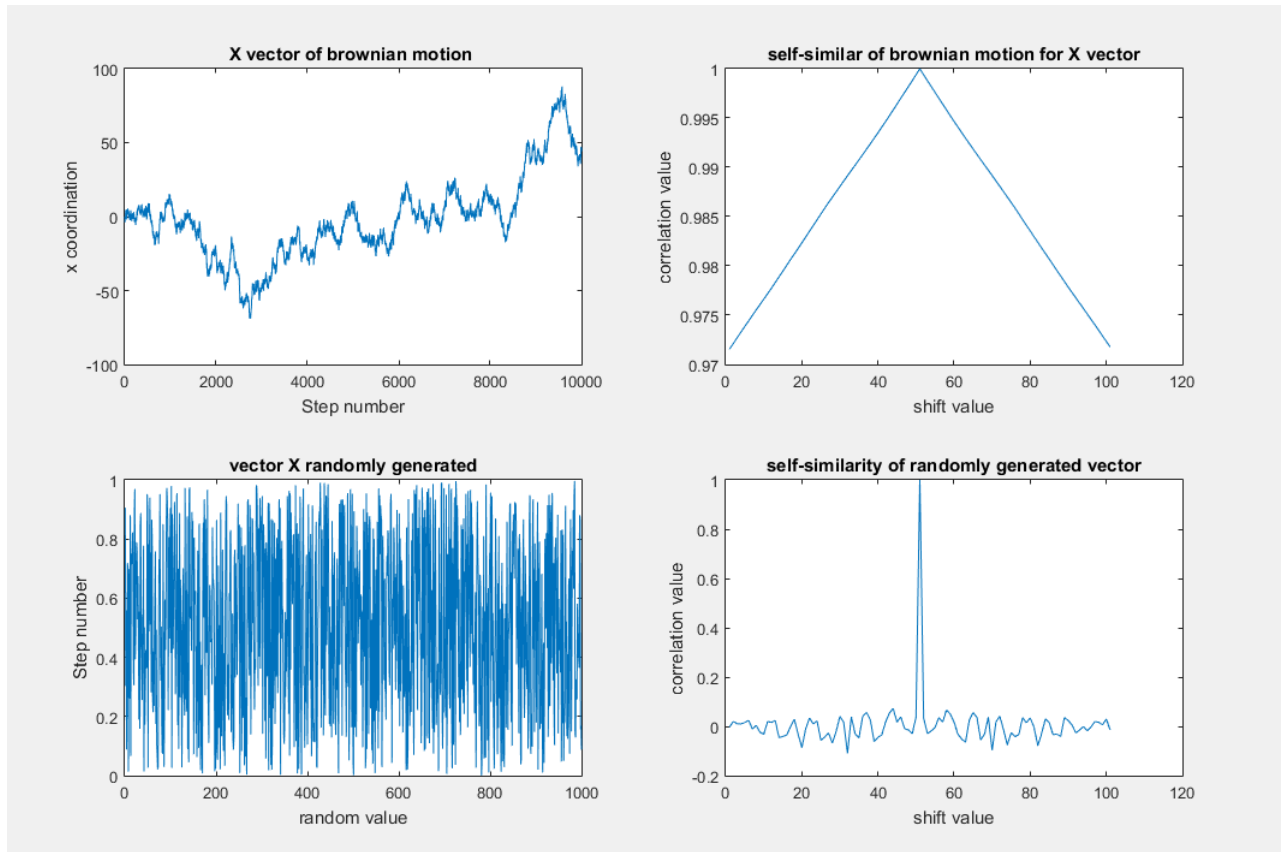 X vector of brownian motion
100
50
0
-50
-100
x coordination
0 2000 4000 6000 8000 10000
Step number
self-similar of brownian motion for X vector
1
0.995
0.99
0.985
0.98
0.975
0.97
correlation value
0 20 40 60 80 100 120
shift value
vector X randomly generated
1
0.8
0.6
0.4
0.2
0
Step number
0 200 400 600 800 1000
random value
self-similarity of randomly generated vector
1
0.8
0.6
0.4
0.2
0
-0.2
correlation value
0 20 40 60 80 100 120
shift value